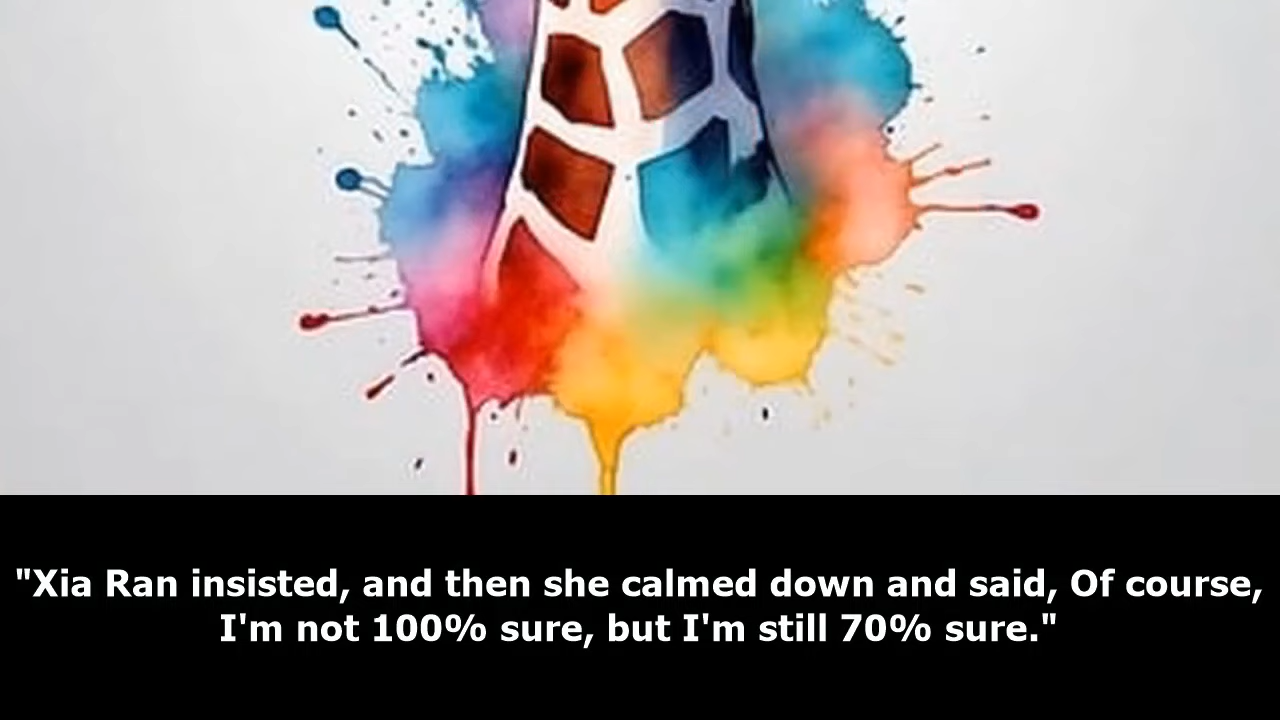 "Xia Ran insisted, and then she calmed down and said, Of course,
I'm not 100% sure, but I'm still 70% sure."